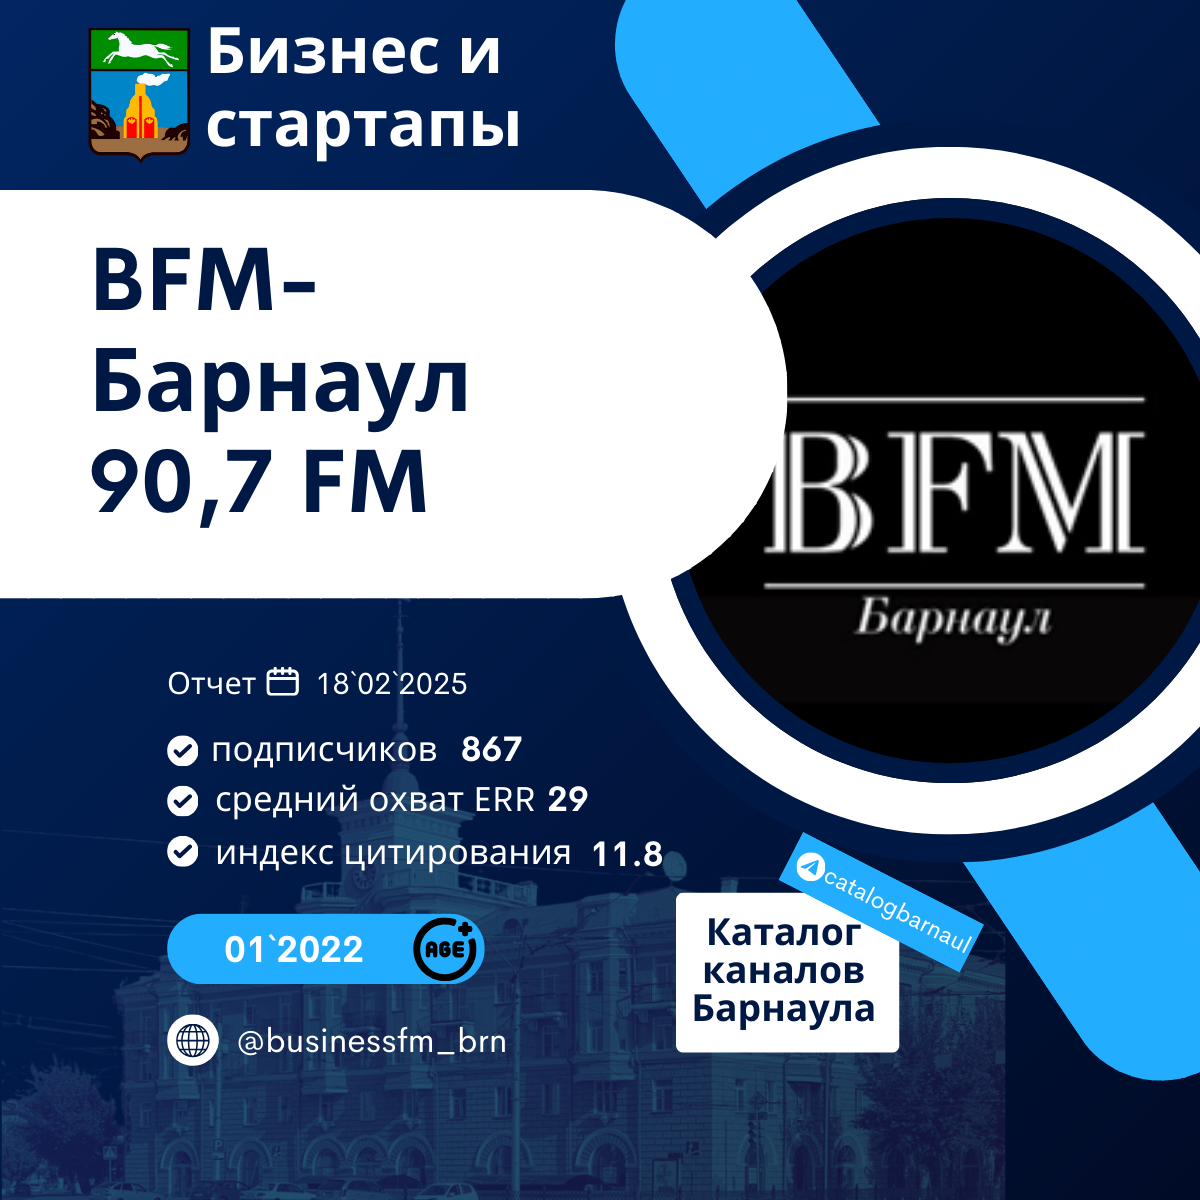 Бизнес и
стартапы
BFM-
Барнаул
90,7 FM
BFM
Барнаул
Отчет 18`02`2025
подписчиков 867
средний охват ERR 29
индекс цитирования 11.8
01`2022
AGE+
@businessfm_brn
catalogbarnaul
Каталог
каналов
Барнаула